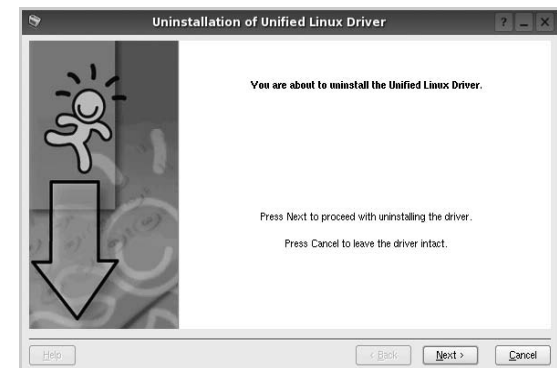 Uninstallation of Unified Linux Driver
You are about to uninstall the Unified Linux Driver.
Press Next to proceed with uninstalling the driver.
Press Cancel to leave the driver intact.
Help
< Back
Next >
Cancel